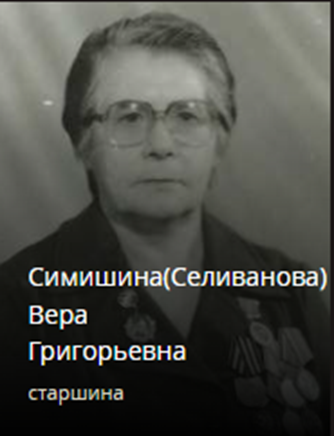 Симишина(Селиванова)
Вера
Григорьевна
старшина